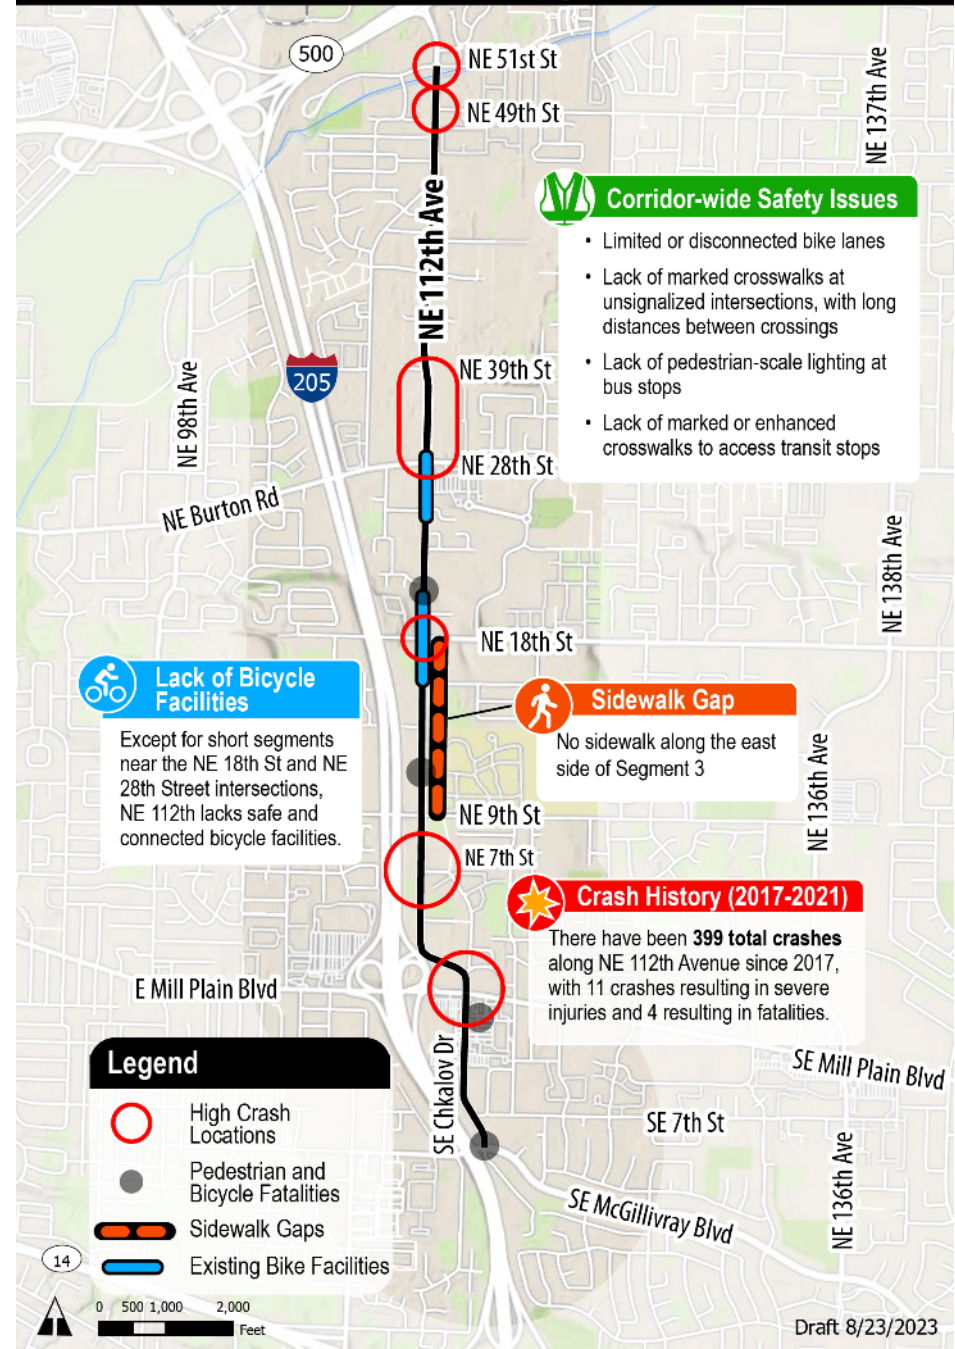 500
NE 51st St
NE 49th St
NE 137th Ave
NE 112th Ave
Corridor-wide Safety Issues
• Limited or disconnected bike lanes
• Lack of marked crosswalks at
unsignalized intersections, with long
distances between crossings
• Lack of pedestrian-scale lighting at
bus stops
• Lack of marked or enhanced
crosswalks to access transit stops
205
NE 39th St
NE 98th Ave
NE 28th St
NE Burton Rd
NE 138th Ave
NE 18th St
Lack of Bicycle
Facilities
Except for short segments
near the NE 18th St and NE
28th Street intersections,
NE 112th lacks safe and
connected bicycle facilities.
Sidewalk Gap
No sidewalk along the east
side of Segment 3
NE 136th Ave
NE 9th St
NE 7th St
Crash History (2017-2021)
There have been 399 total crashes
along NE 112th Avenue since 2017,
with 11 crashes resulting in severe
injuries and 4 resulting in fatalities.
E Mill Plain Blvd
SE Chkalov Dr
SE Mill Plain Blvd
SE 7th St
NE 136th Ave
SE McGillivray Blvd
Legend
High Crash
Locations
Pedestrian and
Bicycle Fatalities
Sidewalk Gaps
Existing Bike Facilities
14
0 500 1,000 2,000
Feet
Draft 8/23/2023